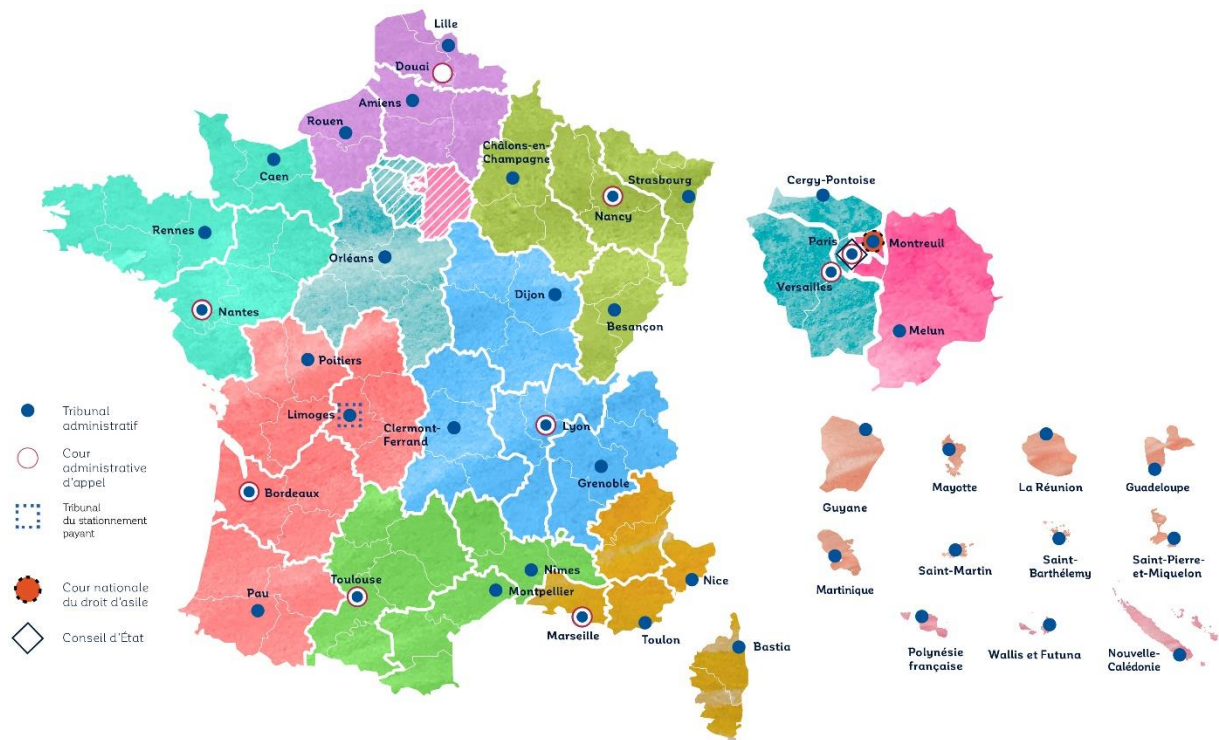 Lille
Douai
Amiens
Rouen
Caen
Châlons-en-
Champagne
Strasbourg
Nancy
Rennes
Orléans
Nantes
Dijon
Besançon
Poitiers
Limoges
Clermont-
Ferrand
Lyon
Grenoble
Bordeaux
Nîmes
Toulouse
Montpellier
Nice
Pau
Marseille
Toulon
Bastia
Tribunal
administratif
Cour
administrative
d'appel
Tribunal
du stationnement
payant
Cour nationale
du droit d'asile
Conseil d'État
Cergy-Pontoise
Paris
Montreuil
Versailles
Melun
Guyane
Mayotte
La Réunion
Guadeloupe
Martinique
Saint-Martin
Saint-
Barthélemy
Saint-Pierre-
et-Miquelon
Polynésie
française
Wallis et Futuna
Nouvelle-
Calédonie